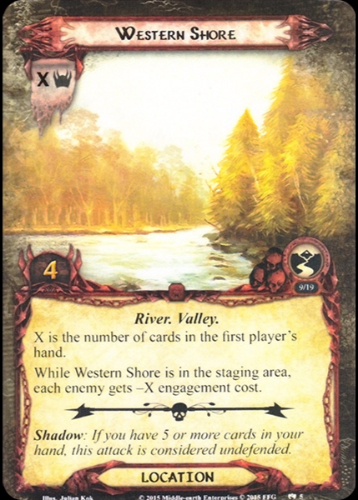 Western Shore
X
4
9/19
River. Valley.
X is the number of cards in the first player's
hand.
While Western Shore is in the staging area,
each enemy gets –X engagement cost.
Shadow: If you have 5 or more cards in your
hand, this attack is considered undefended.
LOCATION
Illus. Julian Kok © 2015 Middle-earth Enterprises © 2015 FFG 5